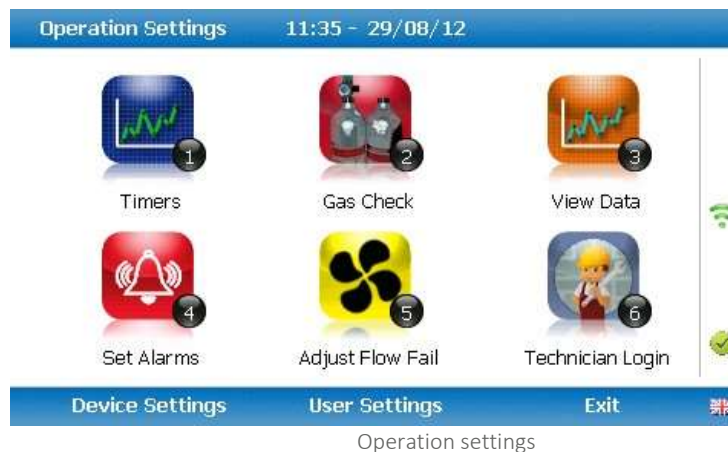 Operation Settings 11:35 - 29/08/12
1 2 3
Timers Gas Check View Data
4 5 6
Set Alarms Adjust Flow Fail Technician Login
Device Settings User Settings Exit
Operation settings